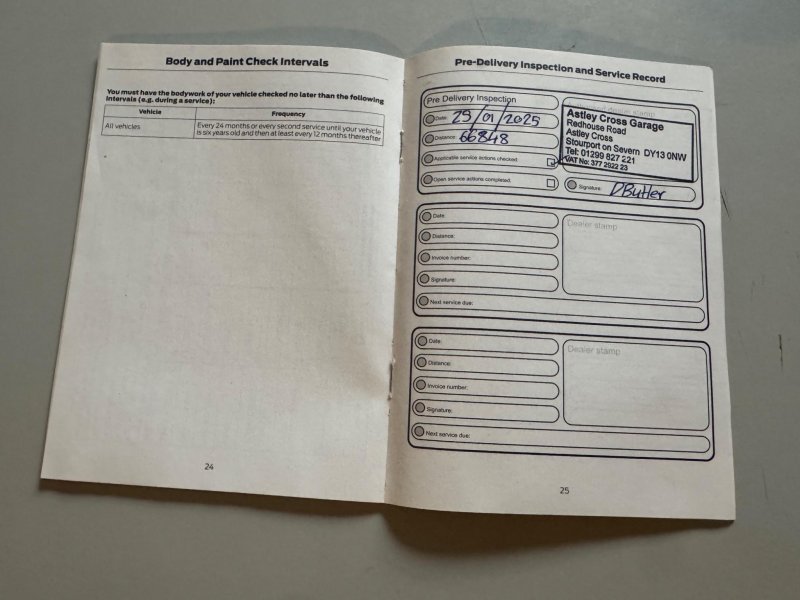 Body and Paint Check Intervals
You must have the bodywork of your vehicle checked no later than the following
intervals (e.g. during a service):
Vehicle Frequency
All vehicles Every 24 months or every second service until your vehicle
is six years old and then at least every 12 months thereafter
24
Pre-Delivery Inspection and Service Record
Pre Delivery Inspection
Date: 29/01/2025
Distance: 66848
Applicable service actions checked.
Open service actions completed.
dealer stamp
Astley Cross Garage
Redhouse Road
Astley Cross
Stourport on Severn DY13 0NW
Tel: 01299 827 221
VAT No: 377 2622 23
Signature: DButler
Date:
Distance:
Invoice number:
Signature:
Next service due:
Dealer stamp
Date:
Distance:
Invoice number:
Signature:
Next service due:
Dealer stamp
25